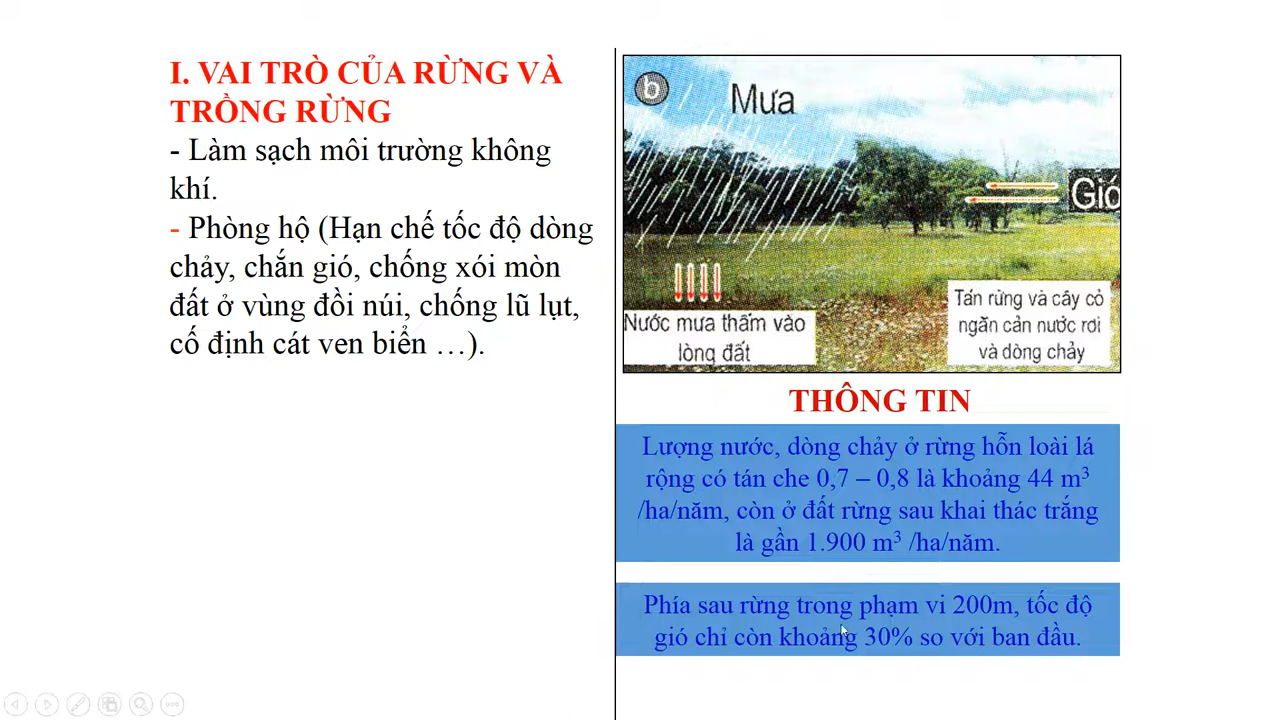 I. VAI TRÒ CỦA RỪNG VÀ
TRỒNG RỪNG
- Làm sạch môi trường không
khí.
- Phòng hộ (Hạn chế tốc độ dòng
chảy, chắn gió, chống xói mòn
đất ở vùng đồi núi, chống lũ lụt,
cố định cát ven biển …).
b
Mưa
Gió
Nước mưa thấm vào
lòng đất
Tán rừng và cây cỏ
ngăn cản nước rơi
và dòng chảy
THÔNG TIN
Lượng nước, dòng chảy ở rừng hỗn loài lá
rộng có tán che 0,7 – 0,8 là khoảng 44 m³
/ha/năm, còn ở đất rừng sau khai thác trắng
là gần 1.900 m³ /ha/năm.
Phía sau rừng trong phạm vi 200m, tốc độ
gió chỉ còn khoảng 30% so với ban đầu.